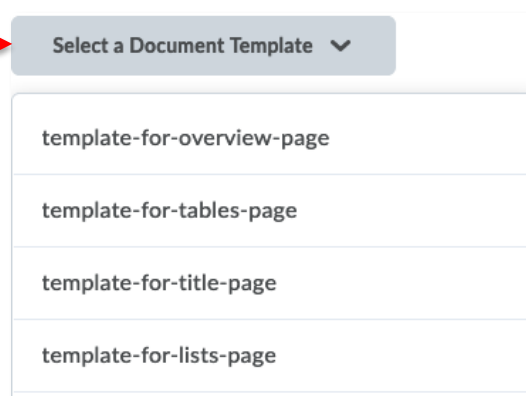 Select a Document Template
template-for-overview-page
template-for-tables-page
template-for-title-page
template-for-lists-page